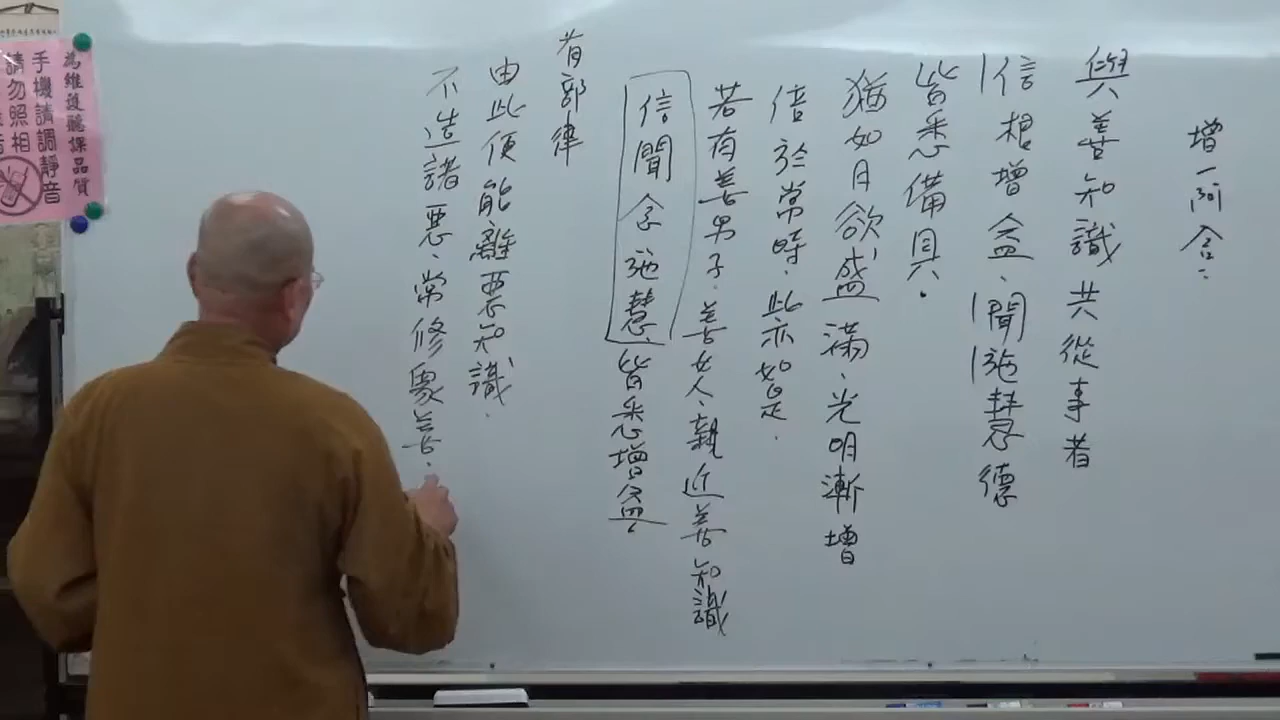 增一阿含：
與善知識共從事者
信根增益、聞施慧德
皆悉備具．
猶如月欲盛滿、光明漸增
倍於常時．此亦如是．
若有善男子．善女人、親近善知識
信聞念施慧、皆悉增益．
有部律
由此便能離惡知識．
不造諸惡、常修眾善．
為維護聽課品質
手機請調靜音
請勿照相